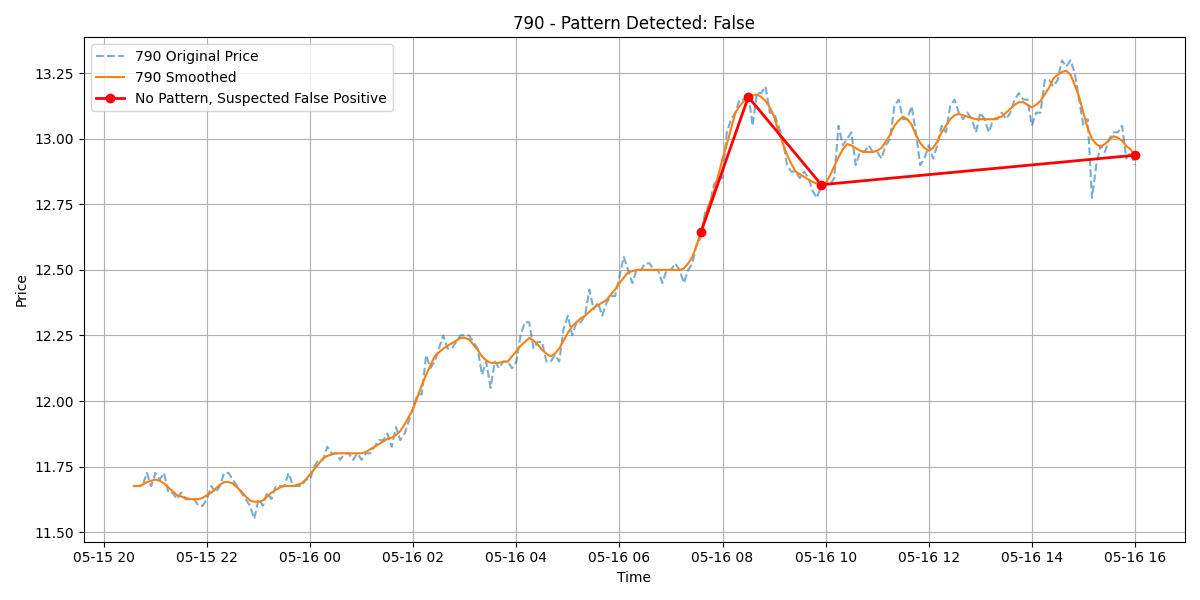 790 - Pattern Detected: False
790 Original Price
790 Smoothed
No Pattern, Suspected False Positive
Price
13.25
13.00
12.75
12.50
12.25
12.00
11.75
11.50
05-15 20 05-15 22 05-16 00 05-16 02 05-16 04 05-16 06 05-16 08 05-16 10 05-16 12 05-16 14 05-16 16
Time